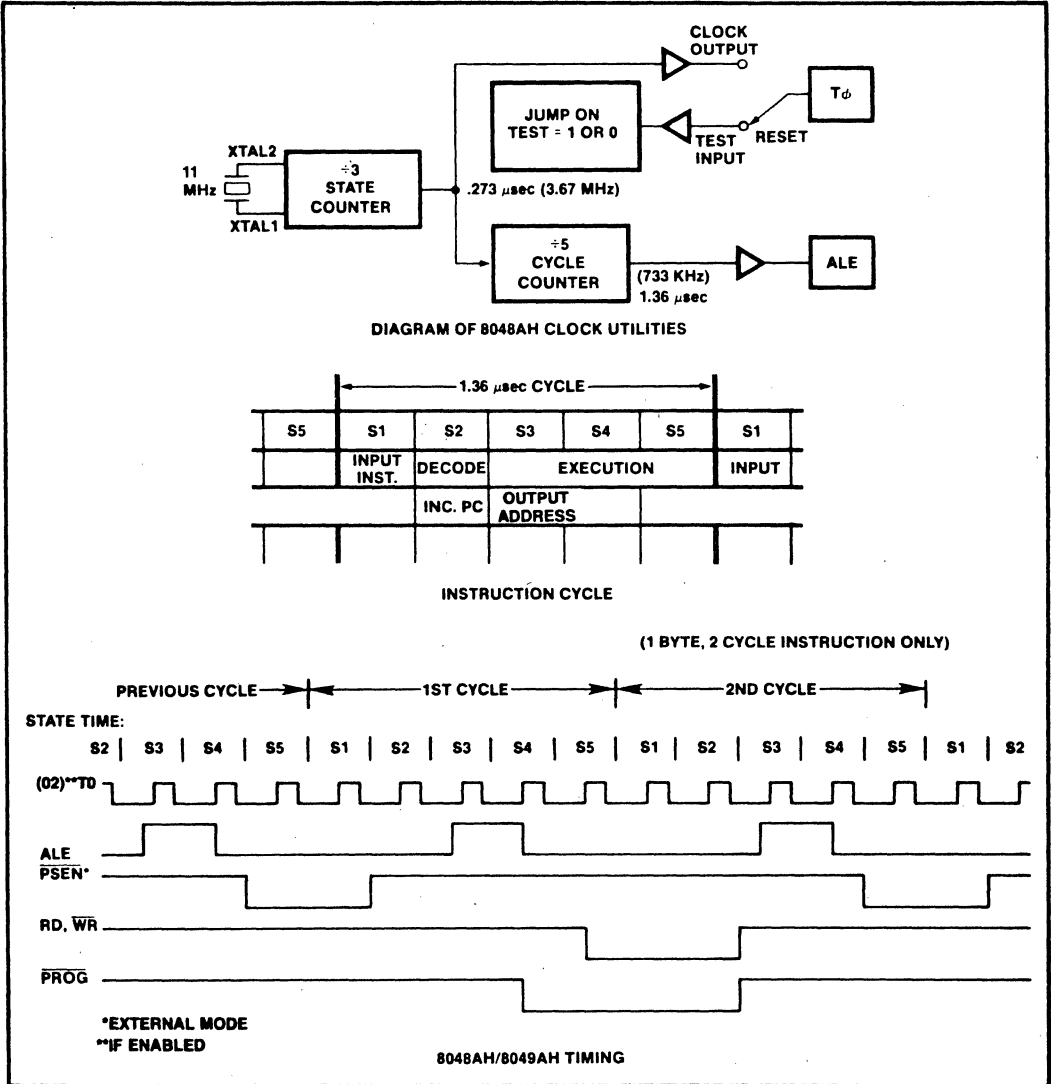 CLOCK
OUTPUT
Tφ
JUMP ON
TEST = 1 OR 0
TEST
INPUT
RESET
XTAL2
11
MHz
XTAL1
÷3
STATE
COUNTER
.273 μsec (3.67 MHz)
÷5
CYCLE
COUNTER
(733 KHz)
1.36 μsec
ALE
DIAGRAM OF 8048AH CLOCK UTILITIES
1.36 μsec CYCLE
S5 S1 S2 S3 S4 S5 S1
INPUT INST. DECODE EXECUTION INPUT
INC. PC OUTPUT ADDRESS
INSTRUCTION CYCLE
(1 BYTE, 2 CYCLE INSTRUCTION ONLY)
PREVIOUS CYCLE 1ST CYCLE 2ND CYCLE
STATE TIME:
S2 S3 S4 S5 S1 S2 S3 S4 S5 S1 S2 S3 S4 S5 S1 S2
(02)**T0
ALE
PSEN*
RD, WR
PROG
*EXTERNAL MODE
**IF ENABLED
8048AH/8049AH TIMING